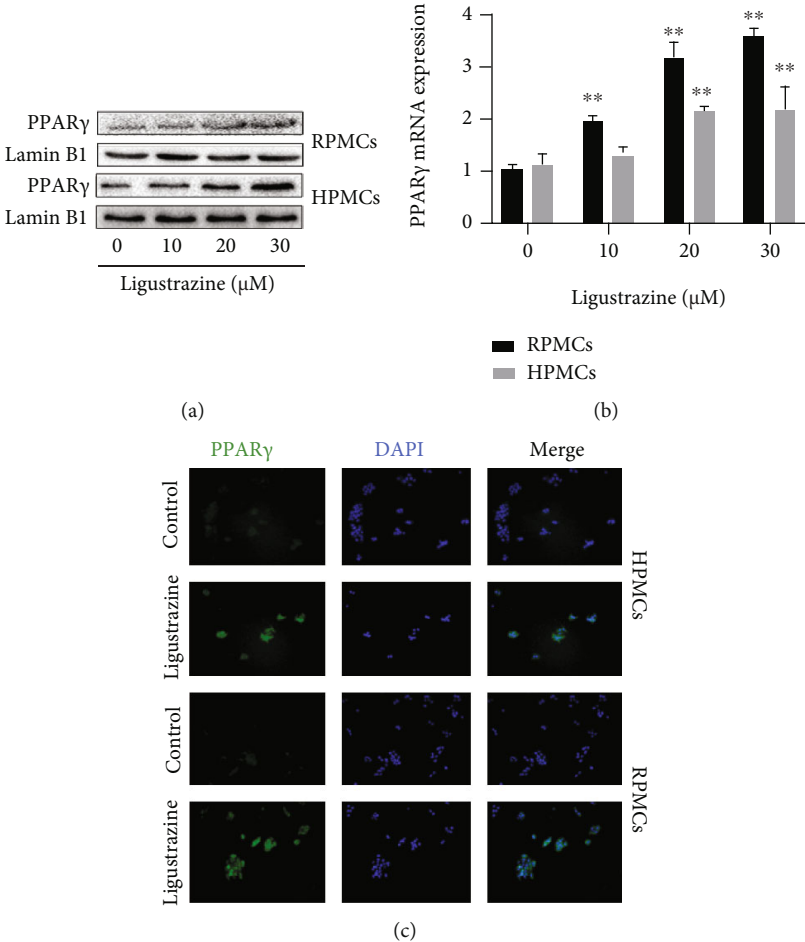 PPARγ
Lamin B1
RPMCs
PPARγ
Lamin B1
HPMCs
0 10 20 30
Ligustrazine (μM)
(a)
PPARγ mRNA expression
4
3
2
1
0
** ** ** ** **
0 10 20 30
Ligustrazine (μM)
RPMCs
HPMCs
(b)
PPARγ DAPI Merge
Control
Ligustrazine
HPMCs
Control
Ligustrazine
RPMCs
(c)